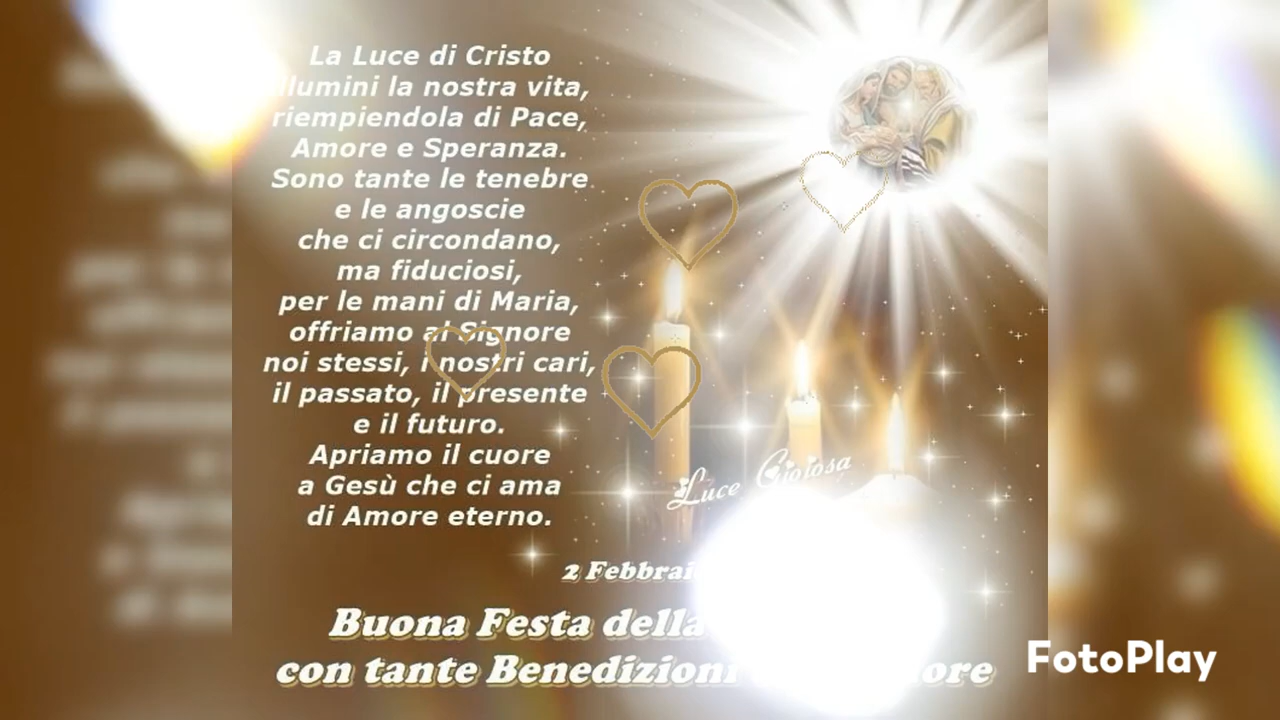 La Luce di Cristo
illumini la nostra vita,
riempiendola di Pace,
Amore e Speranza.
Sono tante le tenebre
e le angoscie
che ci circondano,
ma fiduciosi,
per le mani di Maria,
offriamo al Signore
noi stessi, i nostri cari,
il passato, il presente
e il futuro.
Apriamo il cuore
a Gesù che ci ama
di Amore eterno.
Luce Gioiosa
2
Buona Festa della
con tante Benedizioni
FotoPlay